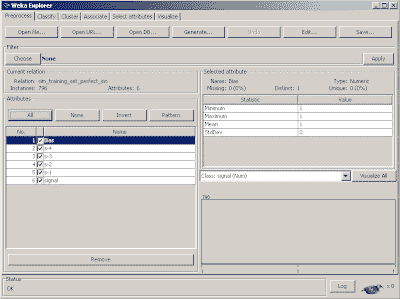 Weka Explorer
Preprocess Classify Cluster Associate Select attributes Visualize
Open file... Open URL... Open DB... Generate... Undo Edit... Save...
Filter
Choose None Apply
Current relation
Relation: sin_training_set_perfect_sin
Instances: 796 Attributes: 6
Attributes
All None Invert Pattern
No. Name
1 Bias
2 s-4
3 s-3
4 s-2
5 s-1
6 signal
Remove
Selected attribute
Name: Bias Type: Numeric
Missing: 0 (0%) Distinct: 1 Unique: 0 (0%)
Statistic Value
Minimum 1
Maximum 1
Mean 1
StdDev 0
Class: signal (Num) Visualize All
796
Status
OK
Log x 0